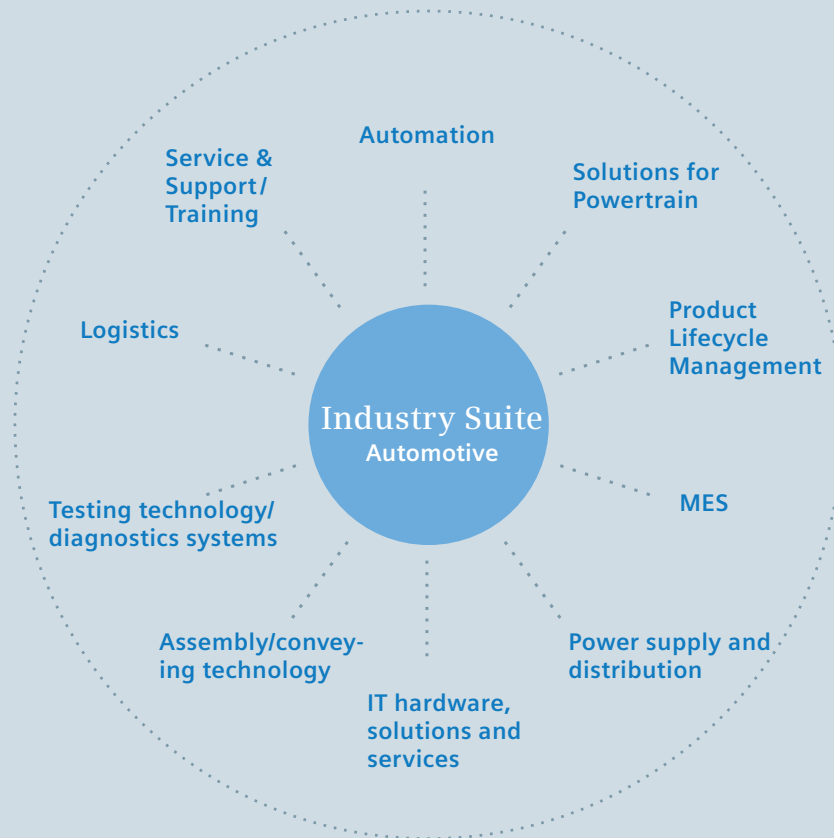 Automation
Service &
Support/
Training
Solutions for
Powertrain
Logistics
Product
Lifecycle
Management
Industry Suite
Automotive
Testing technology/
diagnostics systems
MES
Assembly/convey-
ing technology
Power supply and
distribution
IT hardware,
solutions and
services